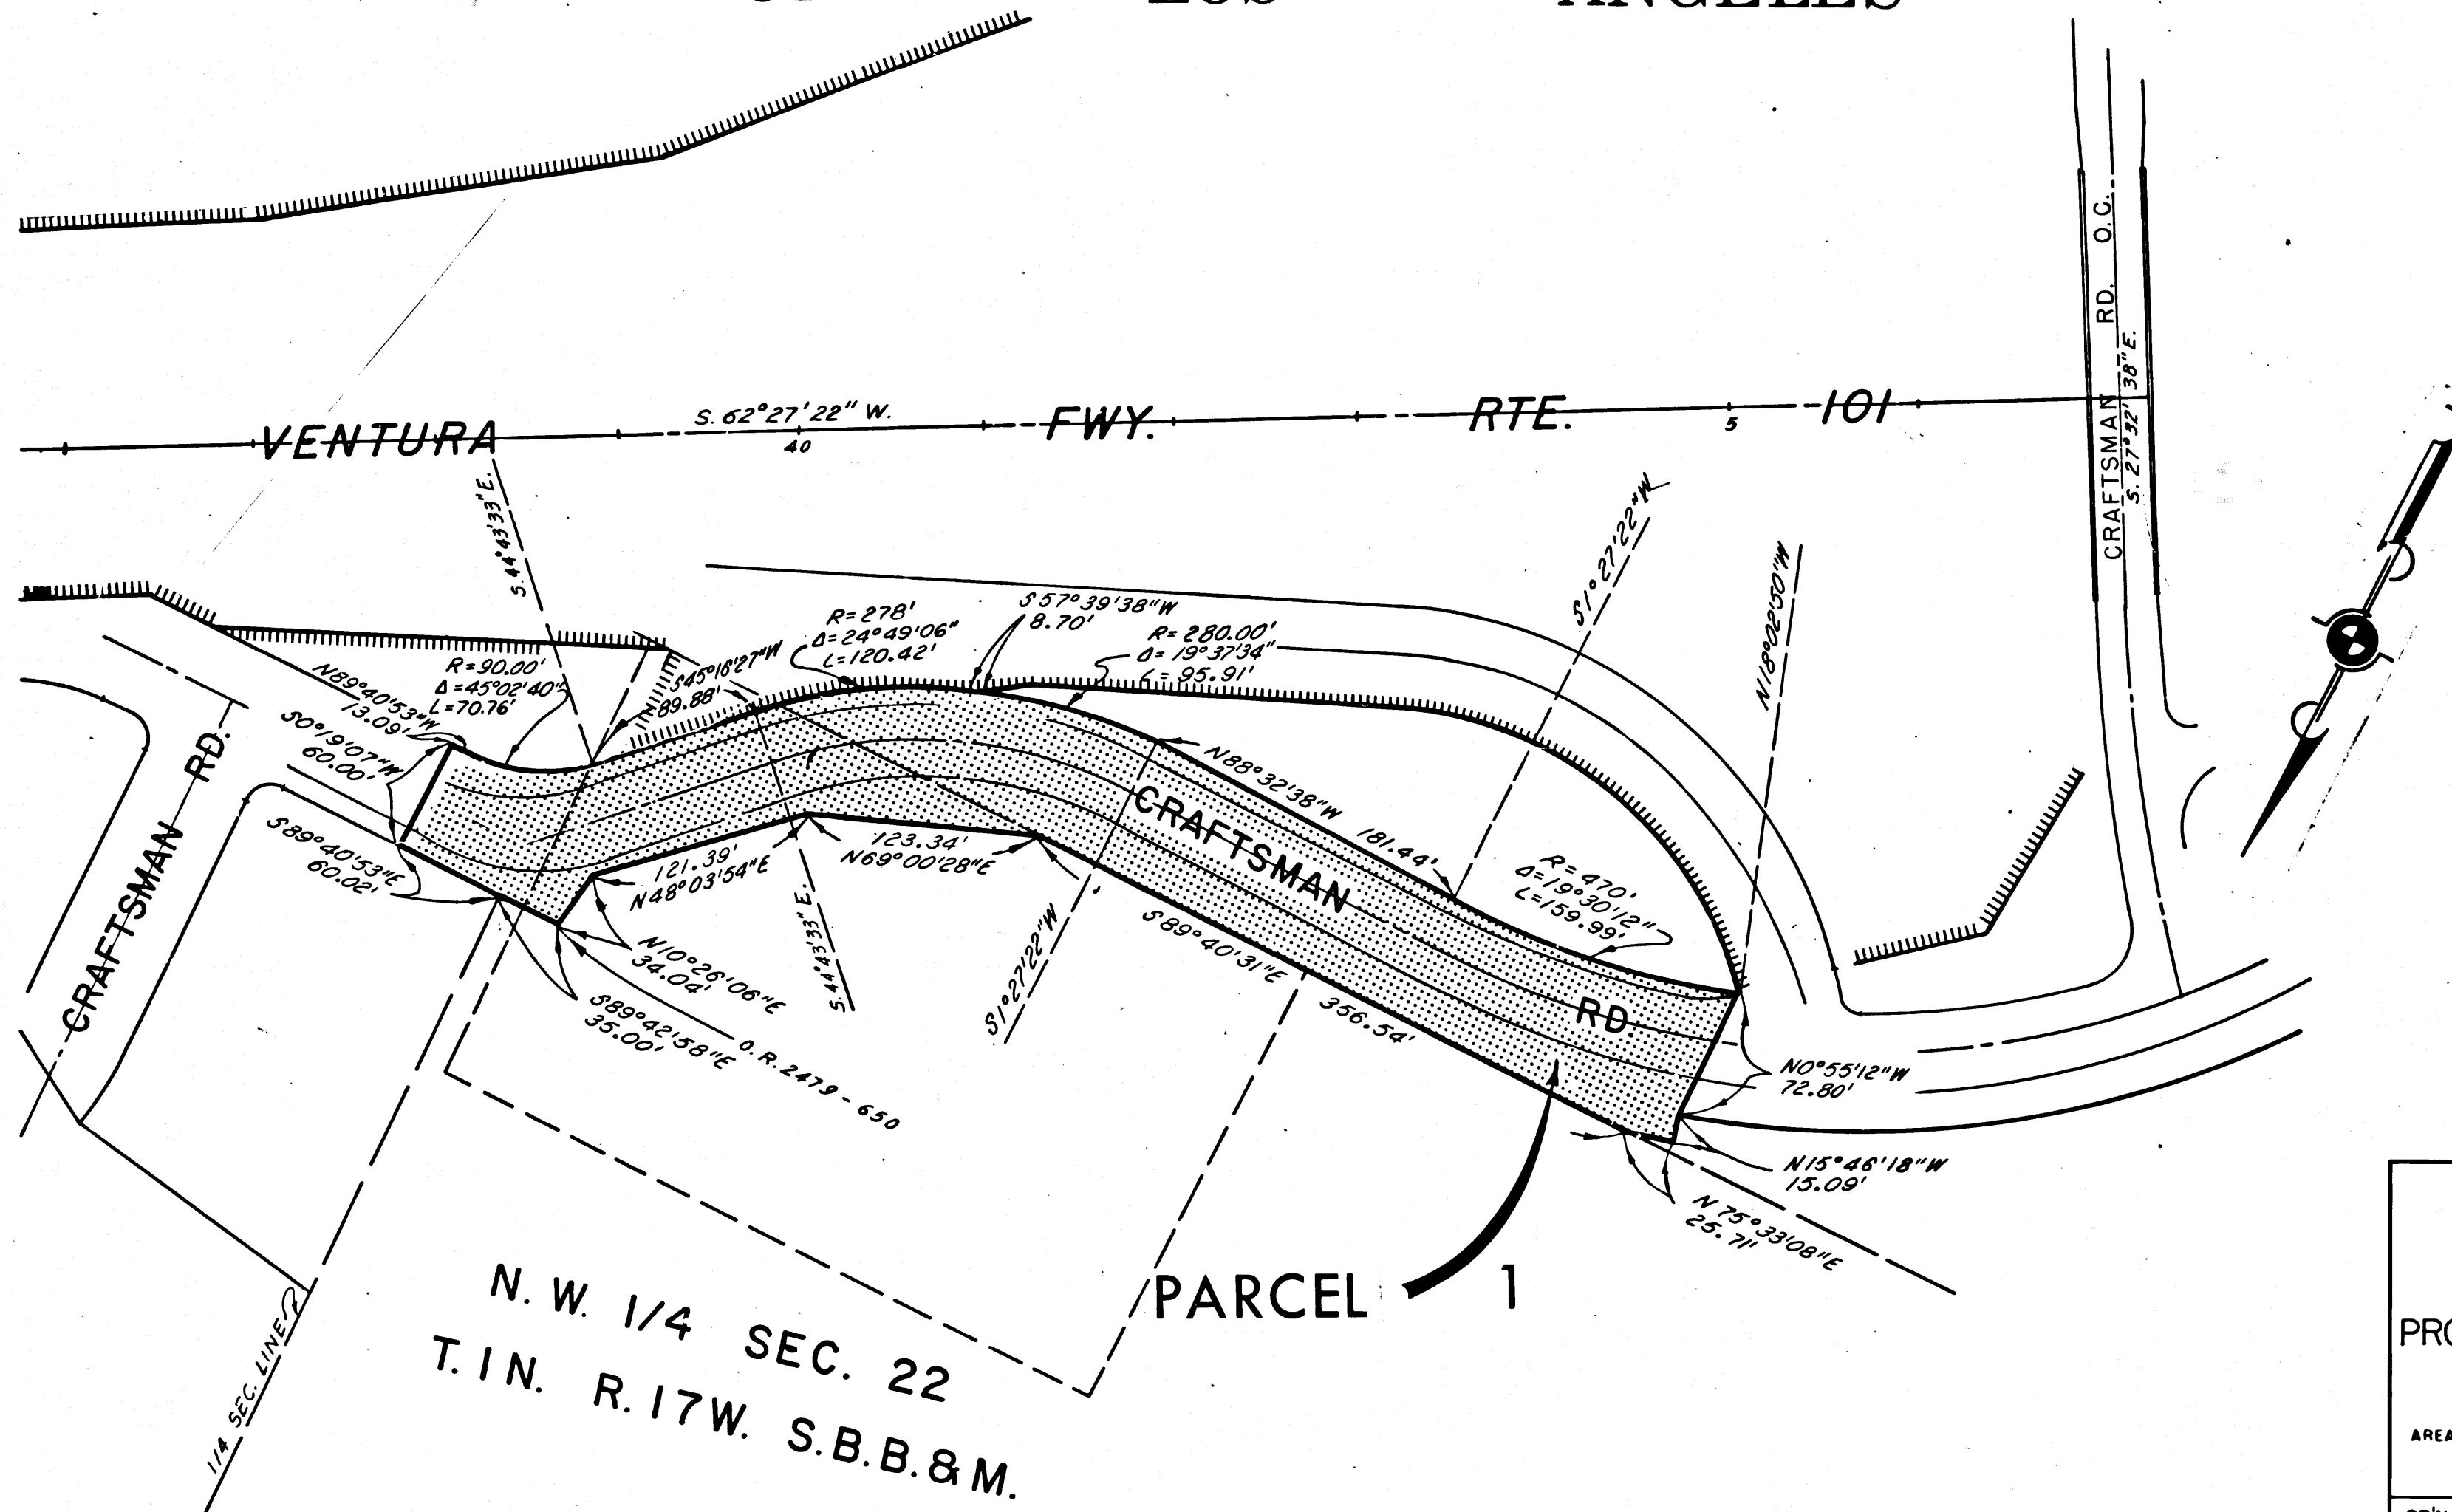 ANGELES
CRAFTSMAN RD. O.C.
S. 27°32'38"E.
VENTURA FWY. RTE. 101
S. 62°27'22" W.
40
5
S.44°43'33"E.
S1°27'22"W
N18°02'50"W
R=278'
Δ=24°49'06"
L=120.42'
S57°39'38"W
8.70'
R=280.00'
Δ=19°37'34"
L=95.91'
R=90.00'
Δ=45°02'40"
L=70.76'
S45°16'27"W
89.88'
N89°40'53"W
13.09'
S0°19'07"W
60.00'
CRAFTSMAN RD.
S89°40'53"E
60.02'
121.39'
N48°03'54"E
123.34'
N69°00'28"E
N88°32'38"W 181.44'
CRAFTSMAN RD.
R=470'
Δ=19°30'12"
L=159.99'
S.44°43'33"E.
S1°27'22"W
S89°40'31"E 356.54'
N10°26'06"E
34.04'
S89°42'58"E
35.00'
O.R. 2479-650
N0°55'12"W
72.80'
N15°46'18"W
15.09'
N75°33'08"E
25.71'
PARCEL 1
N.W. 1/4 SEC. 22
T.1N. R.17W. S.B.B.&M.
1/4 SEC. LINE
PRO
AREA